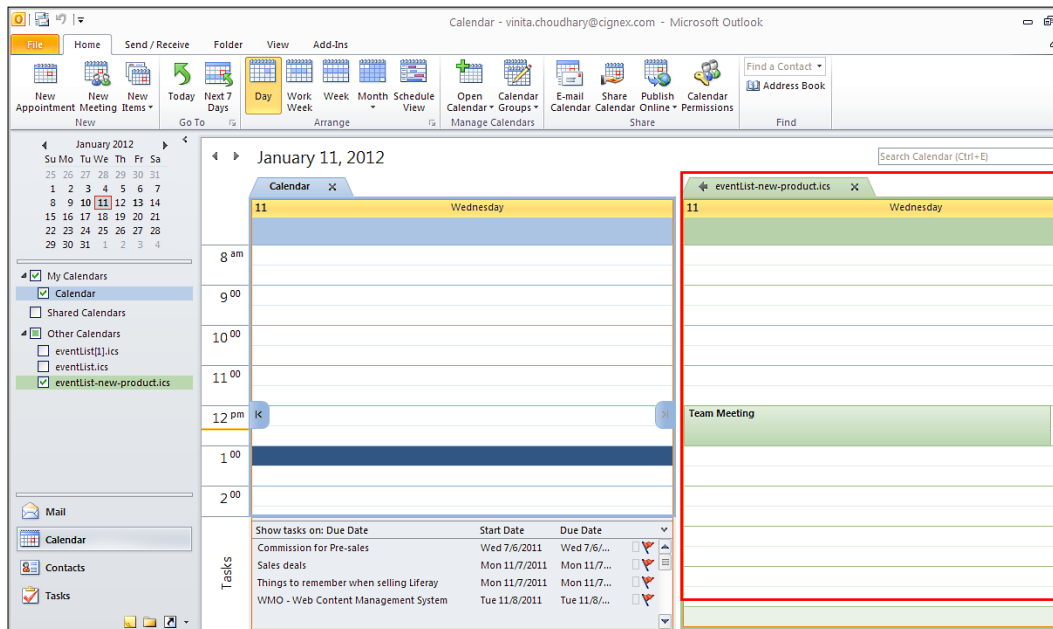 Calendar - vinita.choudhary@cignex.com - Microsoft Outlook
File Home Send / Receive Folder View Add-Ins
New Appointment
New Meeting
New Items
Today
Next 7 Days
Day
Work Week
Week
Month
Schedule View
Open Calendar
Calendar Groups
E-mail Calendar
Share Calendar
Publish Online
Calendar Permissions
Find a Contact
Address Book
New Go To Arrange Manage Calendars Share Find
January 2012
Su Mo Tu We Th Fr Sa
25 26 27 28 29 30 31
1 2 3 4 5 6 7
8 9 10 11 12 13 14
15 16 17 18 19 20 21
22 23 24 25 26 27 28
29 30 31 1 2 3 4
My Calendars
Calendar
Shared Calendars
Other Calendars
eventList[1].ics
eventList.ics
eventList-new-product.ics
Mail
Calendar
Contacts
Tasks
January 11, 2012
Search Calendar (Ctrl+E)
Calendar
11 Wednesday
8 am
9 00
10 00
11 00
12 pm
1 00
2 00
eventList-new-product.ics
11 Wednesday
Team Meeting
Tasks
Show tasks on: Due Date Start Date Due Date
Commission for Pre-sales Wed 7/6/2011 Wed 7/6/...
Sales deals Mon 11/7/2011 Mon 11/7...
Things to remember when selling Liferay Mon 11/7/2011 Mon 11/7...
WMO - Web Content Management System Tue 11/8/2011 Tue 11/8/...